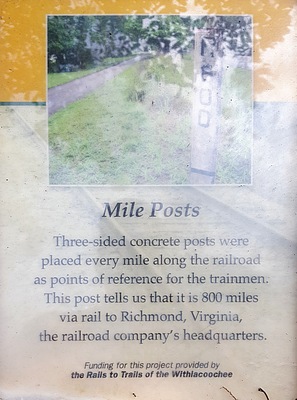 Mile Posts
Three-sided concrete posts were
placed every mile along the railroad
as points of reference for the trainmen.
This post tells us that it is 800 miles
via rail to Richmond, Virginia,
the railroad company's headquarters.
Funding for this project provided by
the Rails to Trails of the Withlacoochee